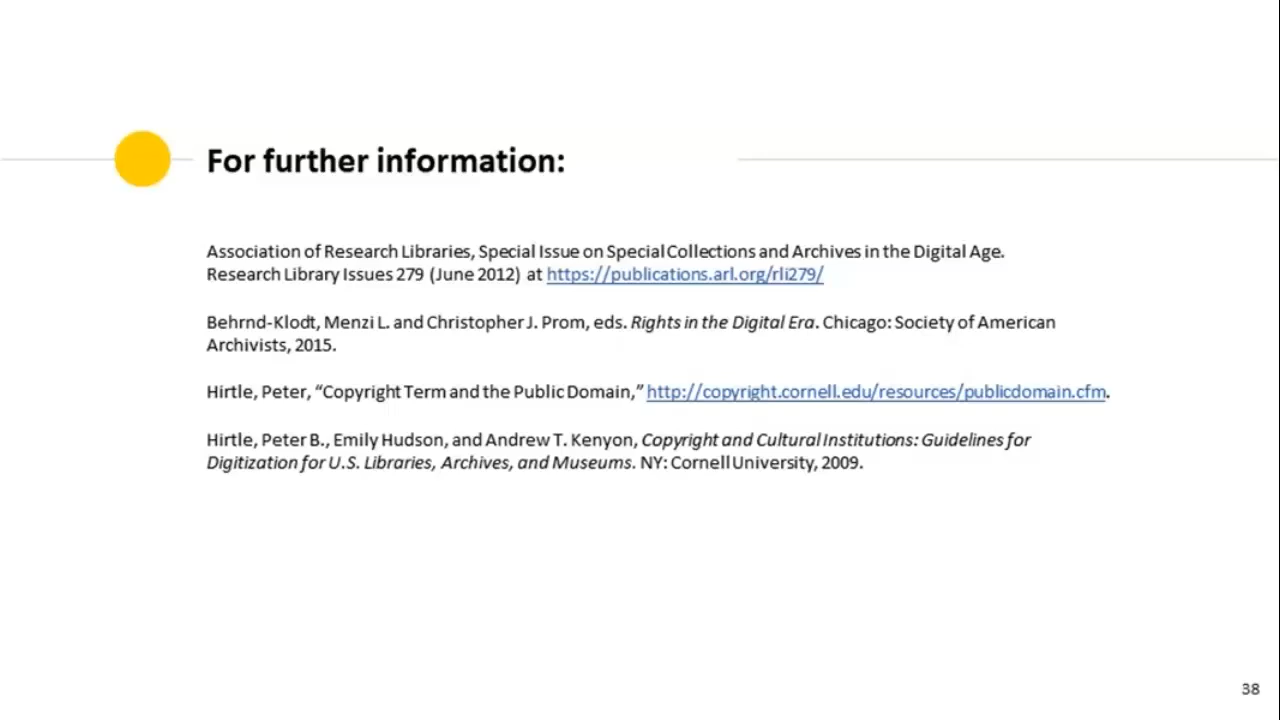 For further information:
Association of Research Libraries, Special Issue on Special Collections and Archives in the Digital Age.
Research Library Issues 279 (June 2012) at https://publications.arl.org/rli279/
Behrnd-Klodt, Menzi L. and Christopher J. Prom, eds. Rights in the Digital Era. Chicago: Society of American
Archivists, 2015.
Hirtle, Peter, “Copyright Term and the Public Domain,” http://copyright.cornell.edu/resources/publicdomain.cfm.
Hirtle, Peter B., Emily Hudson, and Andrew T. Kenyon, Copyright and Cultural Institutions: Guidelines for
Digitization for U.S. Libraries, Archives, and Museums. NY: Cornell University, 2009.
38